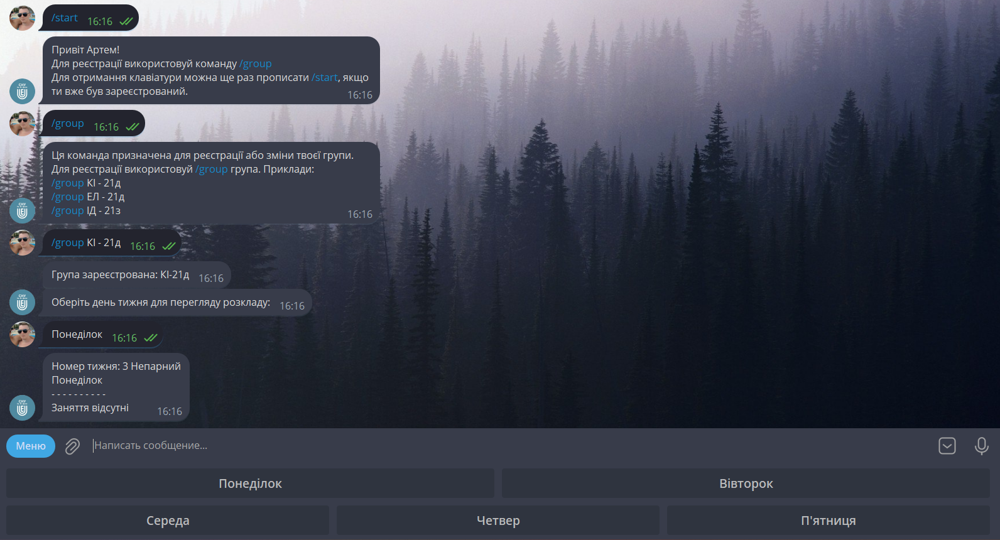 /start 16:16
Привіт Артем!
Для реєстрації використовуй команду /group
Для отримання клавіатури можна ще раз прописати /start, якщо
ти вже був зареєстрований.
16:16
/group 16:16
Ця команда призначена для реєстрації або зміни твоєї групи.
Для реєстрації використовуй /group група. Приклади:
/group КІ - 21д
/group ЕЛ - 21д
/group ІД - 21з
16:16
/group КІ - 21д 16:16
Група зареєстрована: КІ-21д 16:16
СНУ
Оберіть день тижня для перегляду розкладу: 16:16
Понеділок 16:16
Номер тижня: 3 Непарний
Понеділок
- - - - - - - - - -
Заняття відсутні 16:16
Меню
Написать сообщение...
Понеділок Вівторок
Середа Четвер П'ятниця